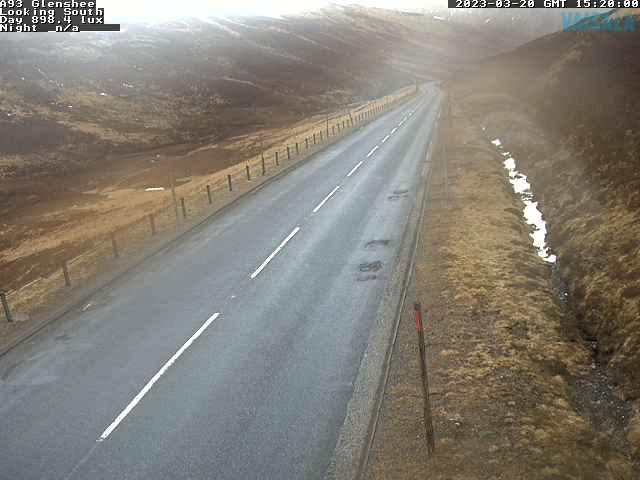 A93 Glenshee
Looking South
Day 898.4 lux
Night n/a
2023-03-20 GMT 15:20:00
VAISALA